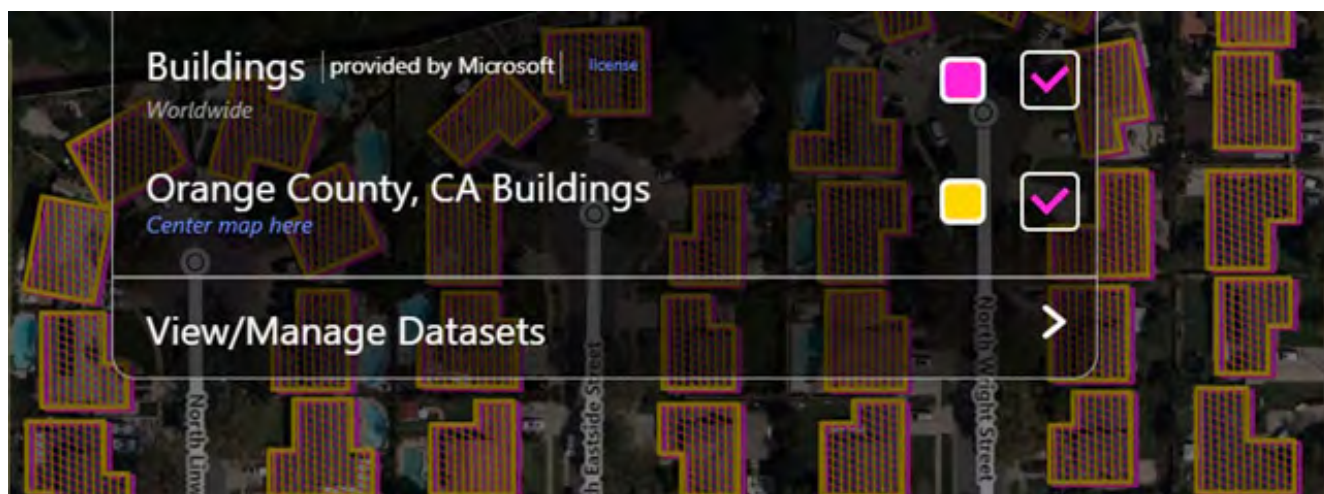 Buildings provided by Microsoft license
Worldwide
Orange County, CA Buildings
Center map here
View/Manage Datasets
North Linw
h Eastside Street
North Wright Street